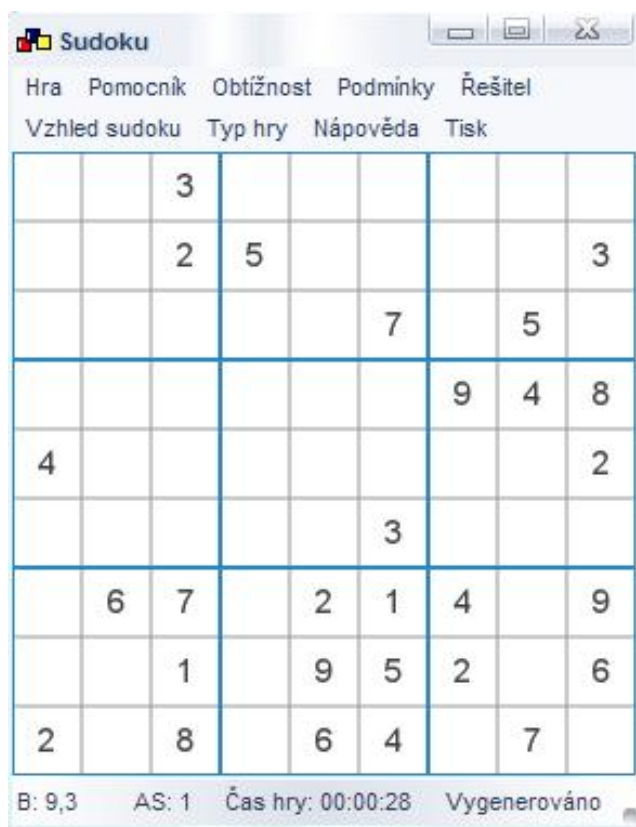 Sudoku
Hra Pomocník Obtížnost Podmínky Řešitel
Vzhled sudoku Typ hry Nápověda Tisk
3
2 5 3
7 5
9 4 8
4 2
3
6 7 2 1 4 9
1 9 5 2 6
2 8 6 4 7
B: 9,3 AS: 1 Čas hry: 00:00:28 Vygenerováno